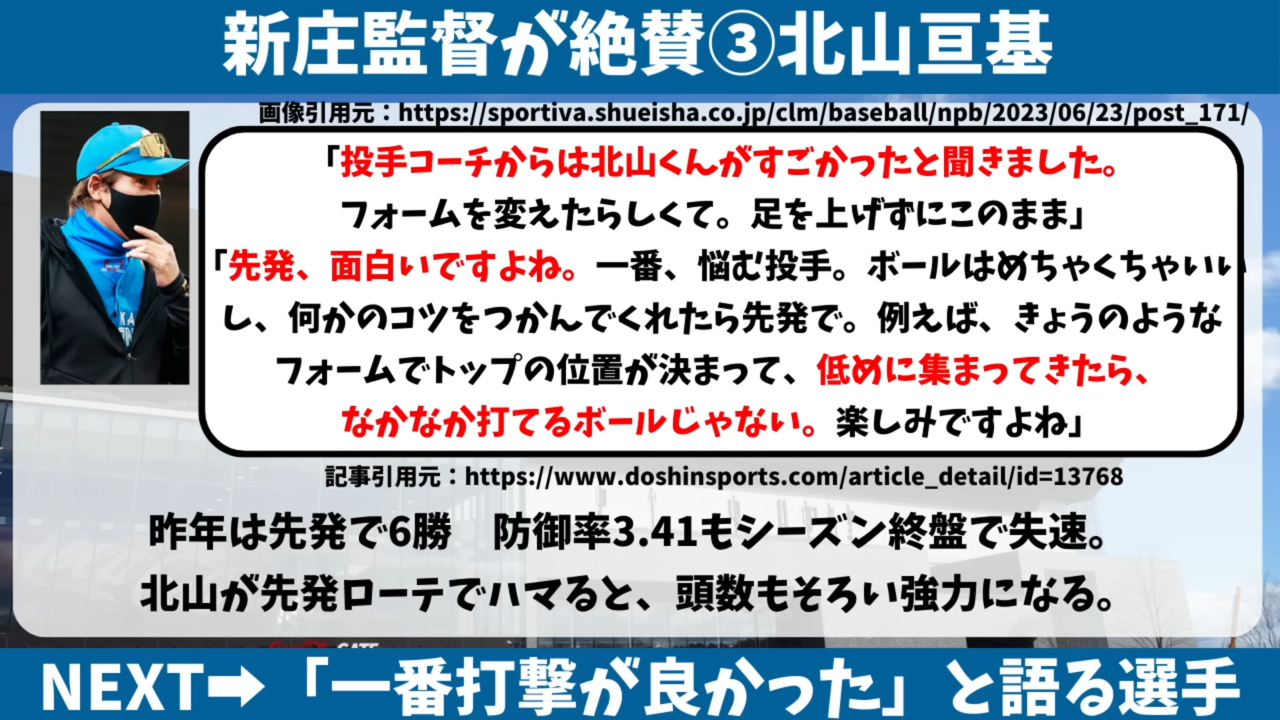 新庄監督が絶賛③北山亘基
画像引用元：https://sportiva.shueisha.co.jp/clm/baseball/npb/2023/06/23/post_171/
「投手コーチからは北山くんがすごかったと聞きました。
フォームを変えたらしくて。足を上げずにこのまま」
「先発、面白いですよね。一番、悩む投手。ボールはめちゃくちゃいい
し、何かのコツをつかんでくれたら先発で。例えば、きょうのような
フォームでトップの位置が決まって、低めに集まってきたら、
なかなか打てるボールじゃない。楽しみですよね」
記事引用元：https://www.doshinsports.com/article_detail/id=13768
昨年は先発で6勝　防御率3.41もシーズン終盤で失速。
北山が先発ローテでハマると、頭数もそろい強力になる。
NEXT➡「一番打撃が良かった」と語る選手